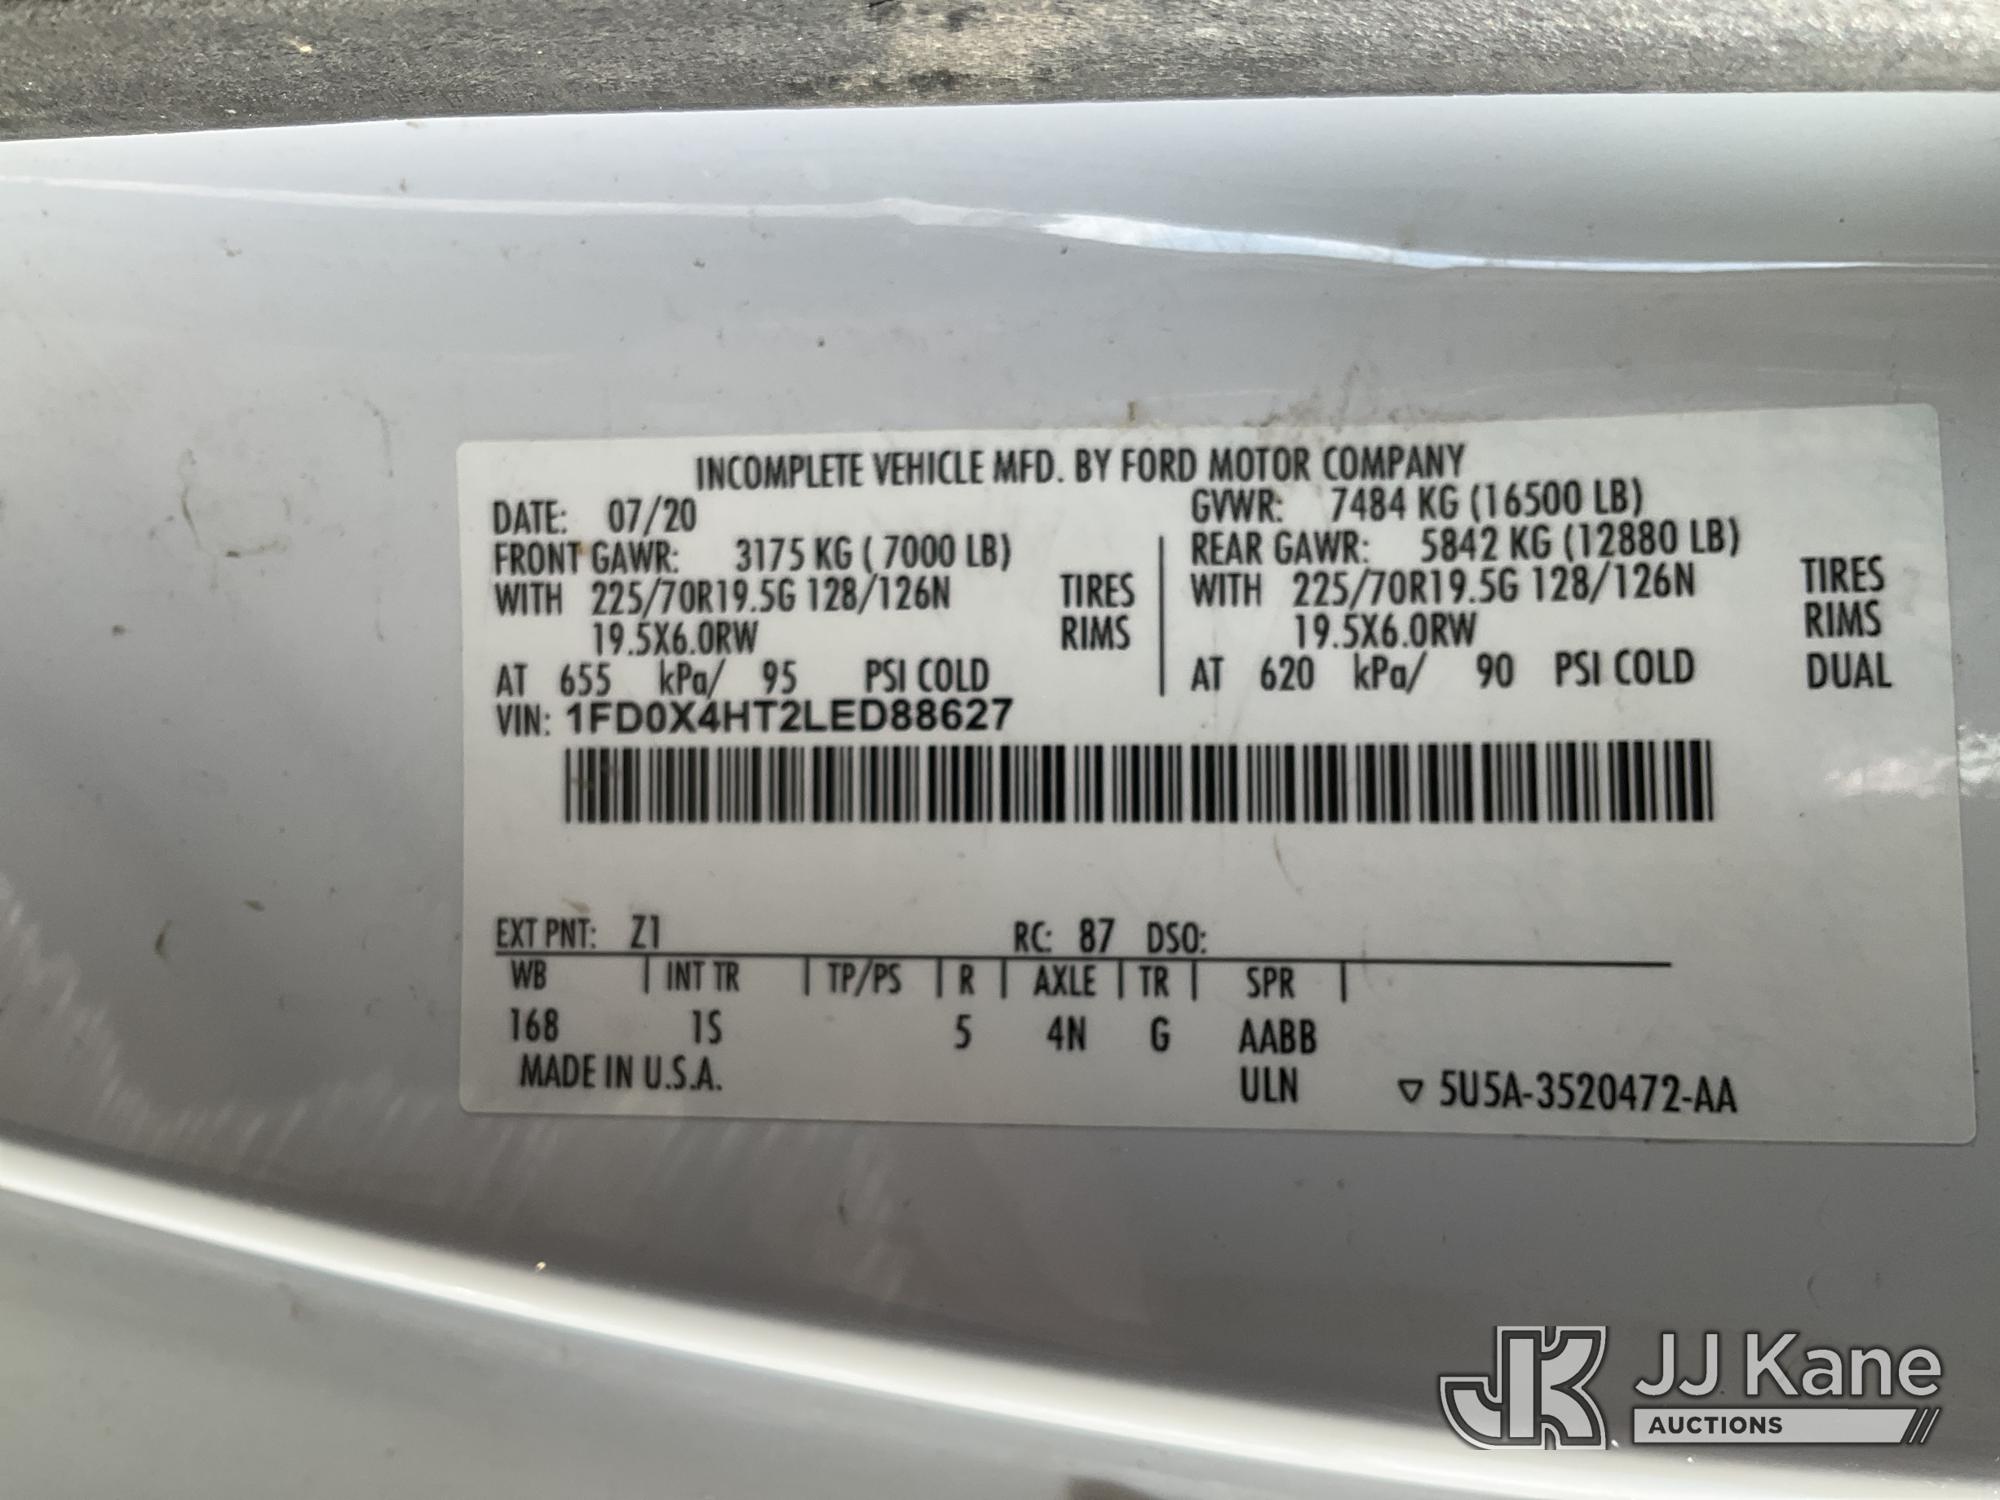 INCOMPLETE VEHICLE MFD. BY FORD MOTOR COMPANY
DATE: 07/20 GVWR: 7484 KG (16500 LB)
FRONT GAWR: 3175 KG ( 7000 LB) REAR GAWR: 5842 KG (12880 LB)
WITH 225/70R19.5G 128/126N TIRES WITH 225/70R19.5G 128/126N TIRES
19.5X6.0RW RIMS 19.5X6.0RW RIMS
AT 655 kPa/ 95 PSI COLD AT 620 kPa/ 90 PSI COLD DUAL
VIN: 1FD0X4HT2LED88627
EXT PNT: Z1 RC: 87 DSO:
WB | INT TR | TP/PS | R | AXLE | TR | SPR |
168 1S 5 4N G AABB
MADE IN U.S.A. ULN ▽ 5U5A-3520472-AA
JK JJ Kane
AUCTIONS